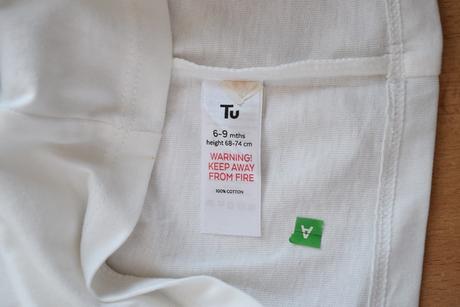 Tu
6-9 mths
height 68-74 cm
WARNING!
KEEP AWAY
FROM FIRE
100% COTTON
A